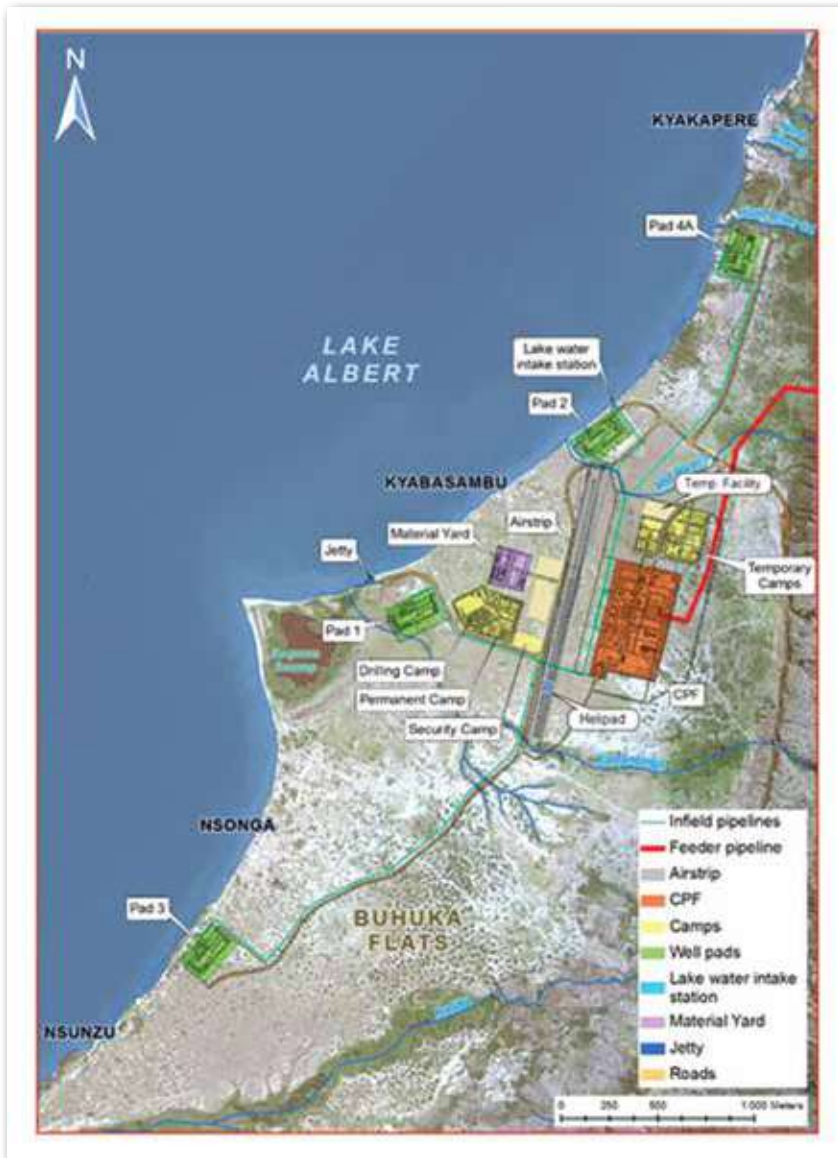 N
KYAKAPERE
Pad 4A
LAKE
ALBERT
Lake water
intake station
Pad 2
KYABASAMBU
Temp. Facility
Airstrip
Material Yard
Jetty
Temporary
Camps
Pad 1
Drilling Camp
Permanent Camp
CPF
Security Camp
Helipad
NSONGA
Pad 3
BUHUKA
FLATS
NSUNZU
Infield pipelines
Feeder pipeline
Airstrip
CPF
Camps
Well pads
Lake water intake
station
Material Yard
Jetty
Roads
0 250 500 1.000 Meters